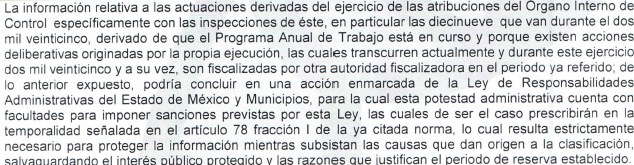 La información relativa a las actuaciones derivadas del ejercicio de las atribuciones del Órgano Interno de
Control específicamente con las inspecciones de éste, en particular las diecinueve que van durante el dos
mil veinticinco, derivado de que el Programa Anual de Trabajo está en curso y porque existen acciones
deliberativas originadas por la propia ejecución, las cuales transcurren actualmente y durante este ejercicio
dos mil veinticinco y a su vez, son fiscalizadas por otra autoridad fiscalizadora en el periodo ya referido; de
lo anterior expuesto, podría concluir en una acción enmarcada de la Ley de Responsabilidades
Administrativas del Estado de México y Municipios, para la cual esta potestad administrativa cuenta con
facultades para imponer sanciones previstas por esta Ley, las cuales de ser el caso prescribirán en la
temporalidad señalada en el artículo 78 fracción I de la ya citada norma, lo cual resulta estrictamente
necesario para proteger la información mientras subsistan las causas que dan origen a la clasificación,
salvaguardando el interés público protegido y las razones que justifican el periodo de reserva establecido.